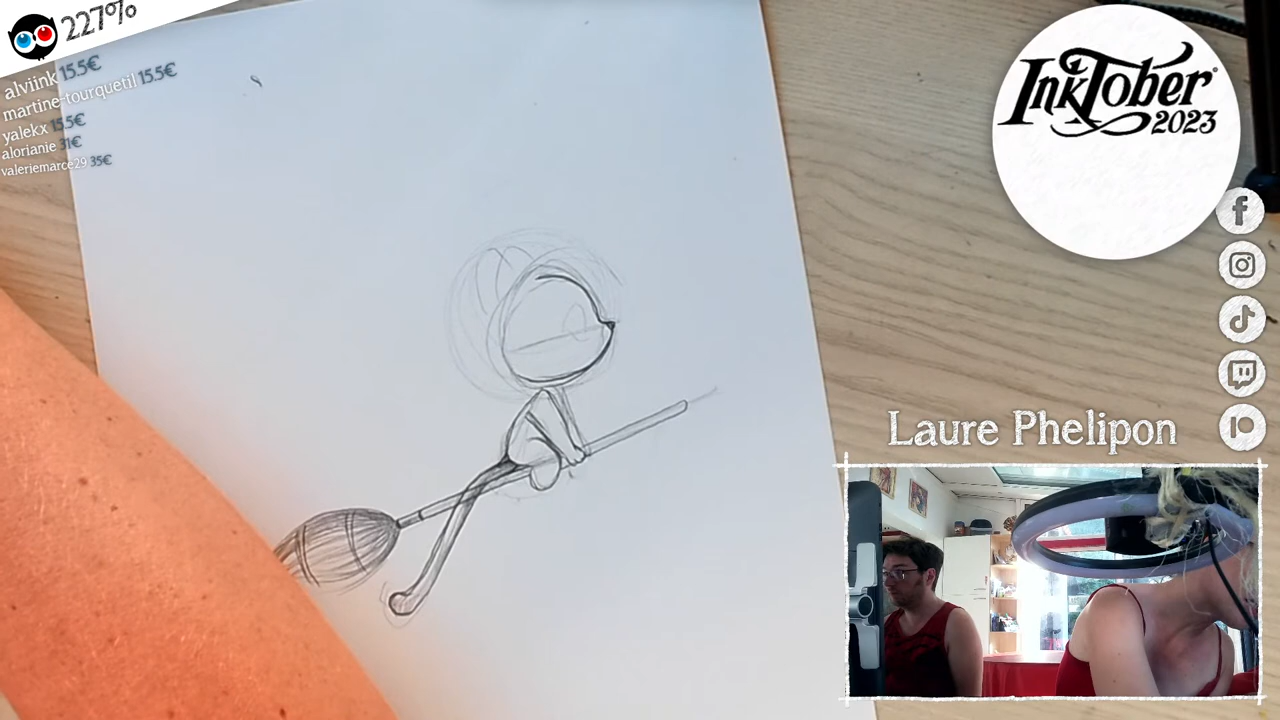 227%
alviink 15.5€
martine-tourquetil 15.5€
yalekx 15.5€
alorianie 31€
valeriemarce29 35€
InkTober
2023
Laure Phelipon